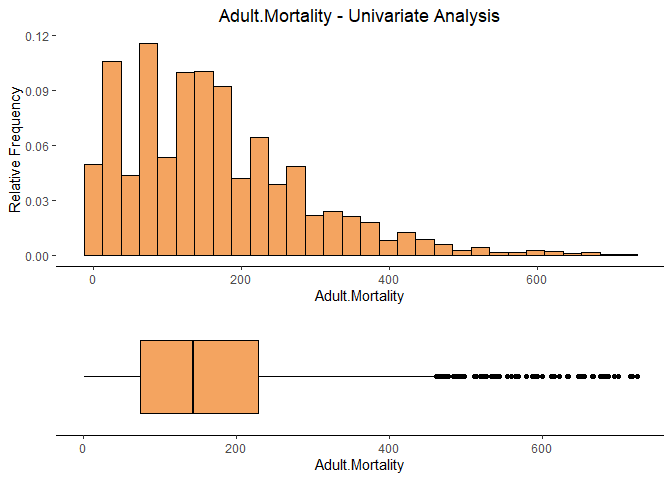 Adult.Mortality - Univariate Analysis
Relative Frequency
0.12
0.09
0.06
0.03
0.00
0 200 400 600
Adult.Mortality
0 200 400 600
Adult.Mortality